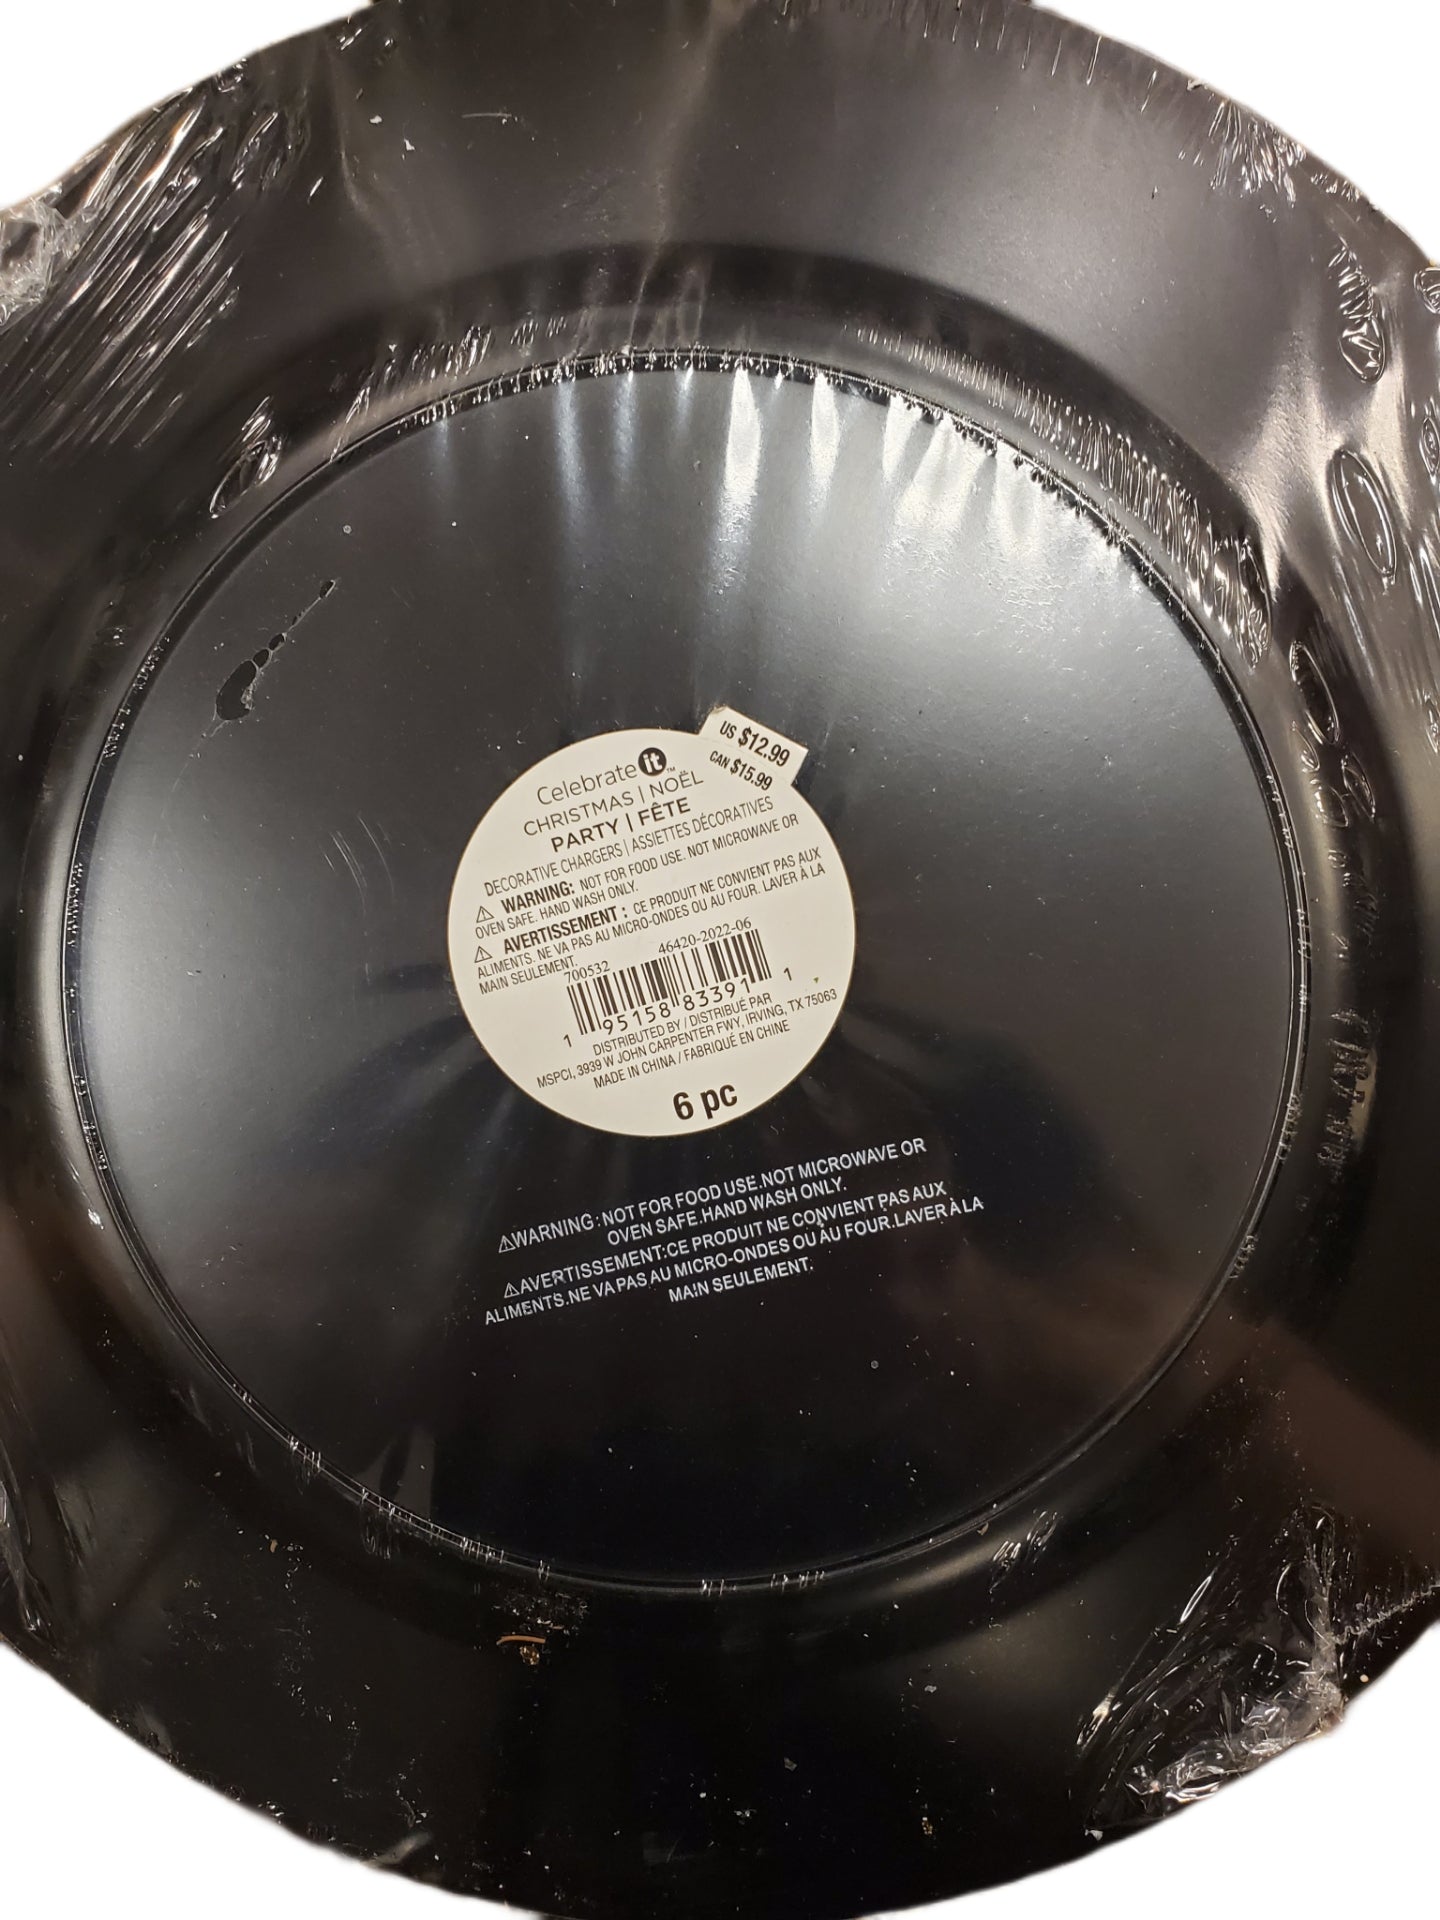 US $12.99
CAN $15.99
Celebrate it™
CHRISTMAS | NOËL
PARTY | FÊTE
DECORATIVE CHARGERS | ASSIETTES DÉCORATIVES
⚠ WARNING: NOT FOR FOOD USE. NOT MICROWAVE OR
OVEN SAFE. HAND WASH ONLY.
⚠ AVERTISSEMENT : CE PRODUIT NE CONVIENT PAS AUX
ALIMENTS. NE VA PAS AU MICRO-ONDES OU AU FOUR. LAVER À LA
MAIN SEULEMENT.
700532 46420-2022-06
1 95158 83391 1
DISTRIBUTED BY / DISTRIBUÉ PAR
MSPCI, 3939 W JOHN CARPENTER FWY, IRVING, TX 75063
MADE IN CHINA / FABRIQUÉ EN CHINE
6 pc
⚠WARNING:NOT FOR FOOD USE.NOT MICROWAVE OR
OVEN SAFE.HAND WASH ONLY.
⚠AVERTISSEMENT:CE PRODUIT NE CONVIENT PAS AUX
ALIMENTS.NE VA PAS AU MICRO-ONDES OU AU FOUR.LAVER À LA
MAIN SEULEMENT.